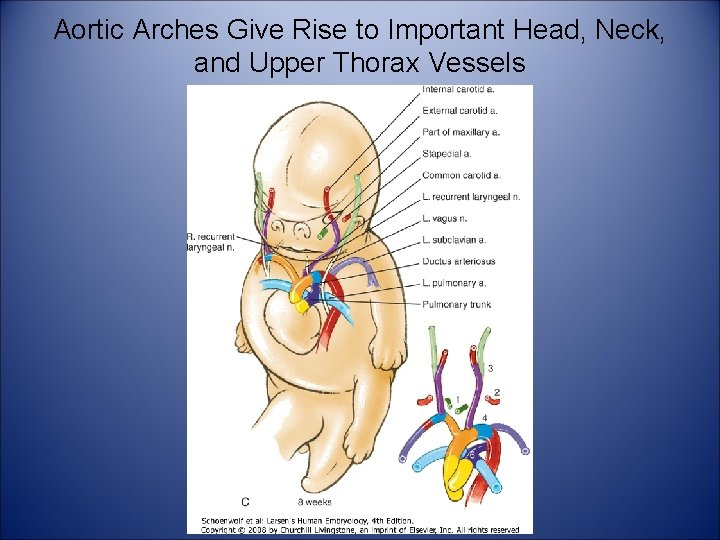 Aortic Arches Give Rise to Important Head, Neck,
and Upper Thorax Vessels
Internal carotid a.
External carotid a.
Part of maxillary a.
Stapedial a.
Common carotid a.
L. recurrent laryngeal n.
L. vagus n.
R. recurrent
laryngeal n.
L. subclavian a.
Ductus arteriosus
L. pulmonary a.
Pulmonary trunk
3
1
2
4
6
C
8 weeks
Schoenwolf et al: Larsen's Human Embryology, 4th Edition.
Copyright © 2008 by Churchill Livingstone, an imprint of Elsevier, Inc. All rights reserved